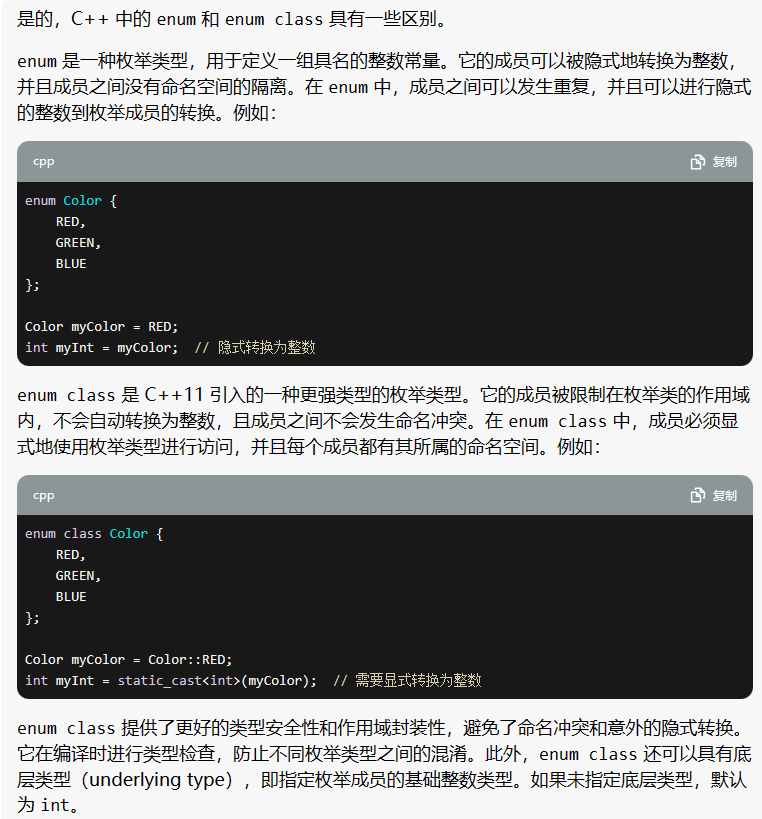 是的，C++ 中的 enum 和 enum class 具有一些区别。
enum 是一种枚举类型，用于定义一组具名的整数常量。它的成员可以被隐式地转换为整数，
并且成员之间没有命名空间的隔离。在 enum 中，成员之间可以发生重复，并且可以进行隐式
的整数到枚举成员的转换。例如：
cpp 复制
enum Color {
    RED,
    GREEN,
    BLUE
};
Color myColor = RED;
int myInt = myColor;  // 隐式转换为整数
enum class 是 C++11 引入的一种更强类型的枚举类型。它的成员被限制在枚举类的作用域
内，不会自动转换为整数，且成员之间不会发生命名冲突。在 enum class 中，成员必须显
式地使用枚举类型进行访问，并且每个成员都有其所属的命名空间。例如：
cpp 复制
enum class Color {
    RED,
    GREEN,
    BLUE
};
Color myColor = Color::RED;
int myInt = static_cast<int>(myColor);  // 需要显式转换为整数
enum class 提供了更好的类型安全性和作用域封装性，避免了命名冲突和意外的隐式转换。
它在编译时进行类型检查，防止不同枚举类型之间的混淆。此外，enum class 还可以具有底
层类型（underlying type），即指定枚举成员的基础整数类型。如果未指定底层类型，默认
为 int。